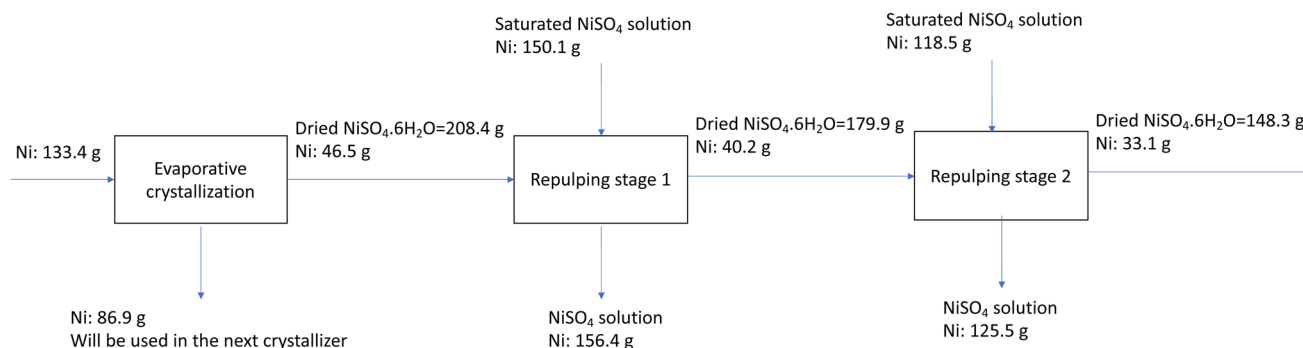 Saturated NiSO₄ solution
Ni: 150.1 g
Saturated NiSO₄ solution
Ni: 118.5 g
Ni: 133.4 g
Evaporative
crystallization
Dried NiSO₄.6H₂O=208.4 g
Ni: 46.5 g
Repulping stage 1
Dried NiSO₄.6H₂O=179.9 g
Ni: 40.2 g
Repulping stage 2
Dried NiSO₄.6H₂O=148.3 g
Ni: 33.1 g
Ni: 86.9 g
Will be used in the next crystallizer
NiSO₄ solution
Ni: 156.4 g
NiSO₄ solution
Ni: 125.5 g